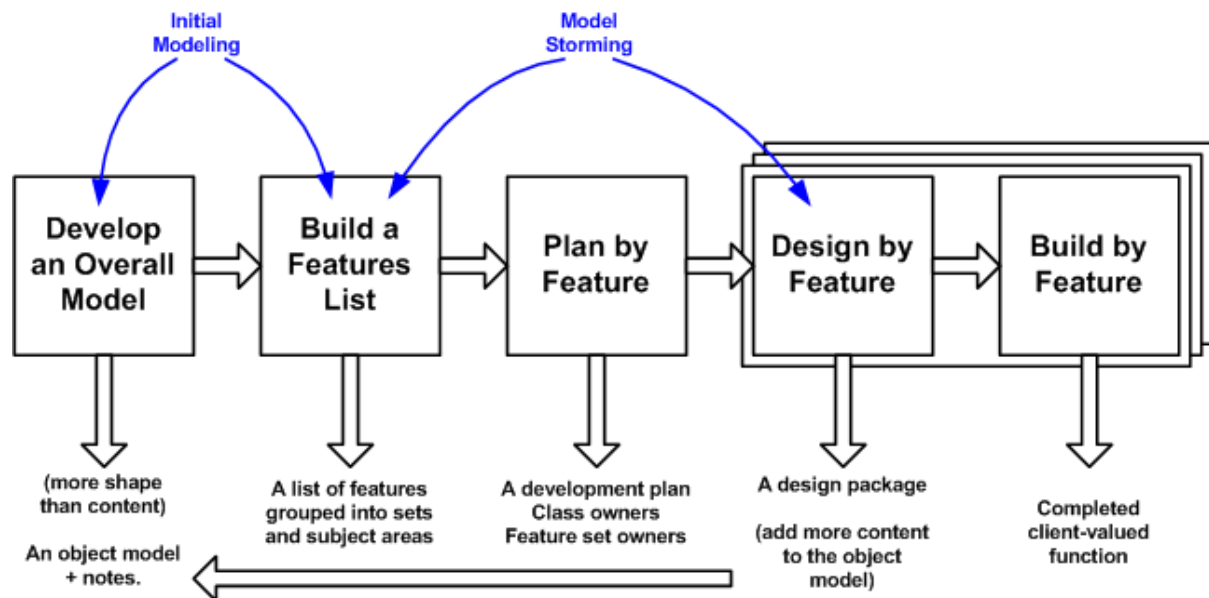 Initial
Modeling
Model
Storming
Develop
an Overall
Model
Build a
Features
List
Plan by
Feature
Design by
Feature
Build by
Feature
(more shape
than content)
An object model
+ notes.
A list of features
grouped into sets
and subject areas
A development plan
Class owners
Feature set owners
A design package
(add more content
to the object
model)
Completed
client-valued
function